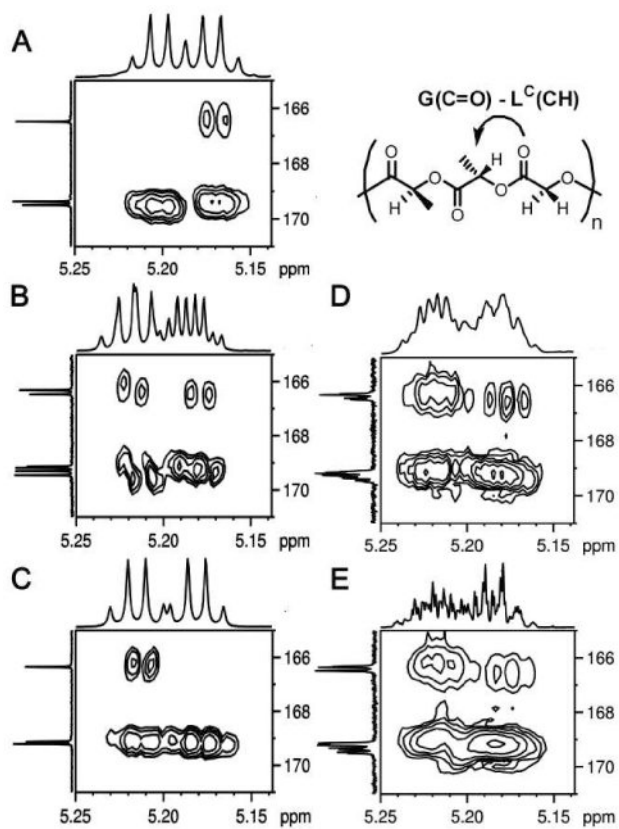 A
166
168
170
5.25
5.20
5.15
ppm
G(C=O) - L^C(CH)
O
H
O
O
O
H
O
O
H
H
n
B
166
168
170
5.25
5.20
5.15
ppm
D
166
168
170
5.25
5.20
5.15
ppm
C
166
168
170
5.25
5.20
5.15
ppm
E
166
168
170
5.25
5.20
5.15
ppm